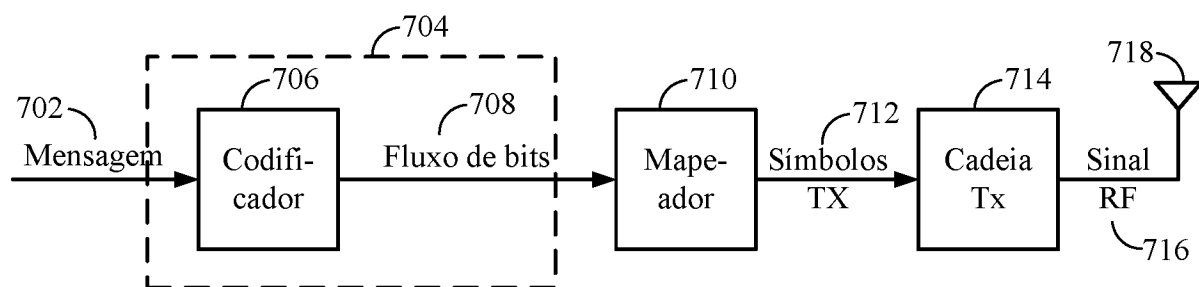 704
706
708
710
712
714
718
702
Mensagem
Codifi-
cador
Fluxo de bits
Mape-
ador
Símbolos
TX
Cadeia
Tx
Sinal
RF
716